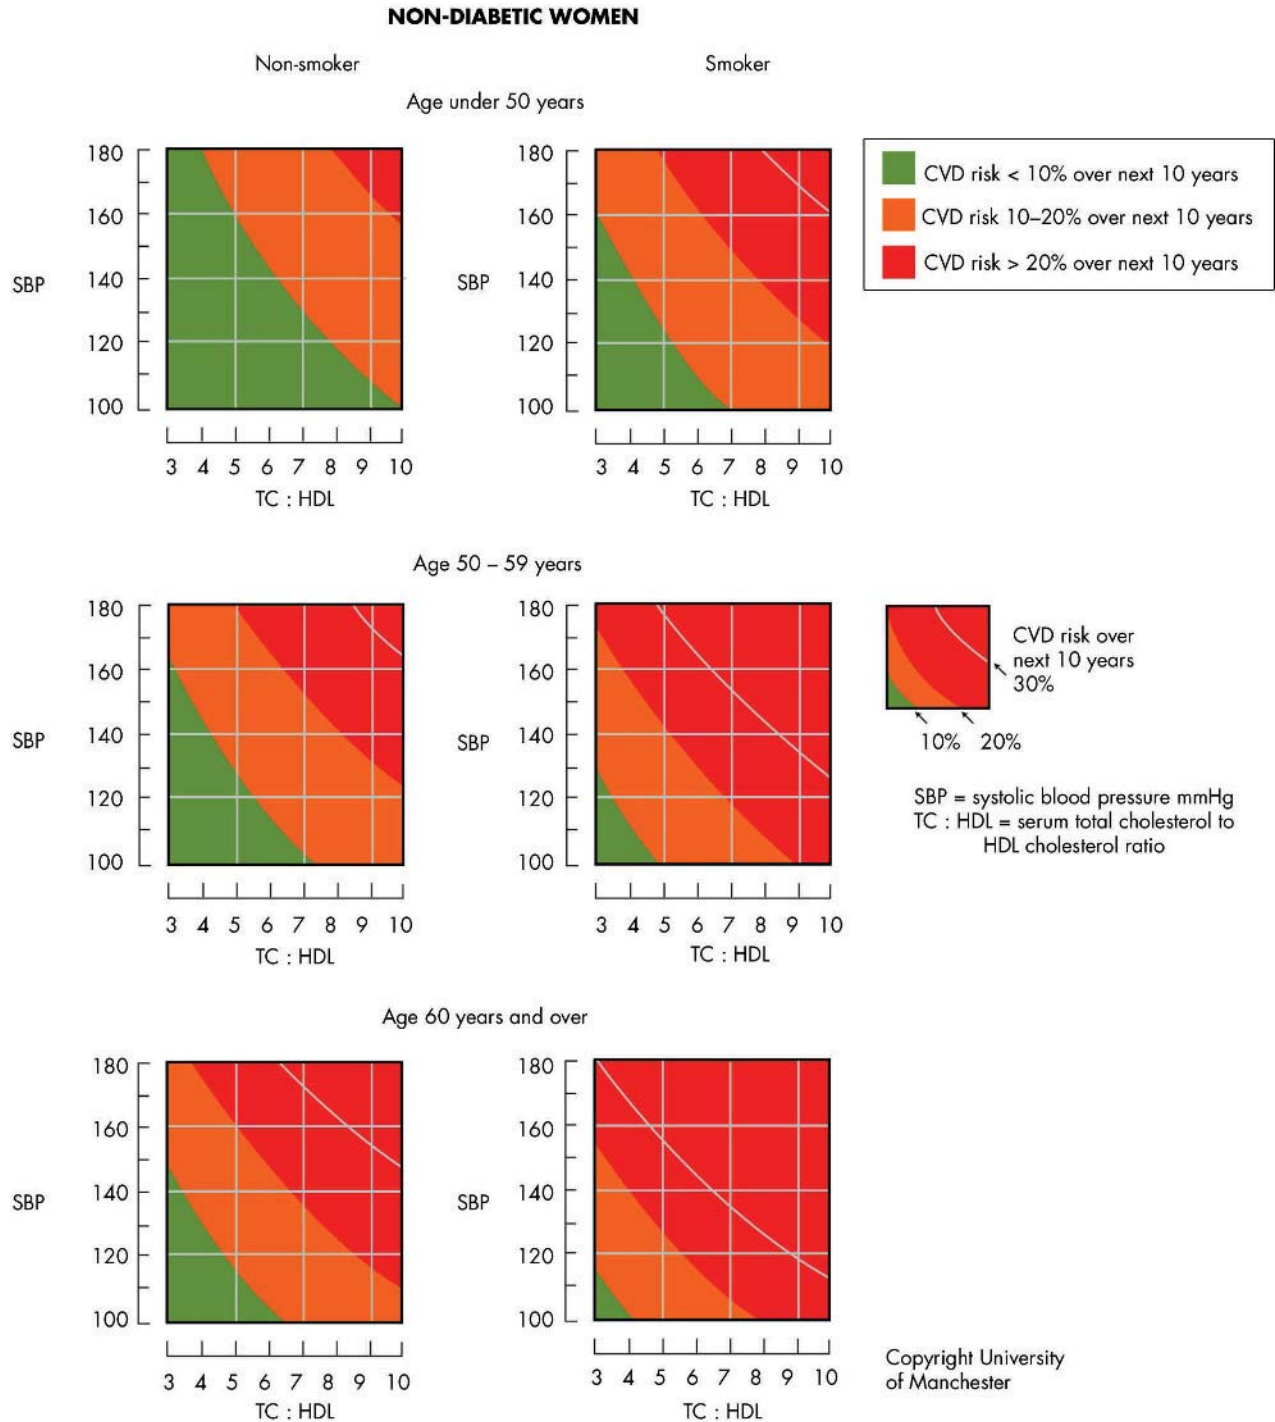 NON-DIABETIC WOMEN
Non-smoker Smoker
Age under 50 years
180 180
160 160
SBP 140 SBP 140
120 120
100 100
3 4 5 6 7 8 9 10 3 4 5 6 7 8 9 10
TC : HDL TC : HDL
CVD risk < 10% over next 10 years
CVD risk 10–20% over next 10 years
CVD risk > 20% over next 10 years
Age 50 – 59 years
180 180
160 160
SBP 140 SBP 140
120 120
100 100
3 4 5 6 7 8 9 10 3 4 5 6 7 8 9 10
TC : HDL TC : HDL
CVD risk over
next 10 years
30%
10% 20%
SBP = systolic blood pressure mmHg
TC : HDL = serum total cholesterol to
HDL cholesterol ratio
Age 60 years and over
180 180
160 160
SBP 140 SBP 140
120 120
100 100
3 4 5 6 7 8 9 10 3 4 5 6 7 8 9 10
TC : HDL TC : HDL
Copyright University
of Manchester